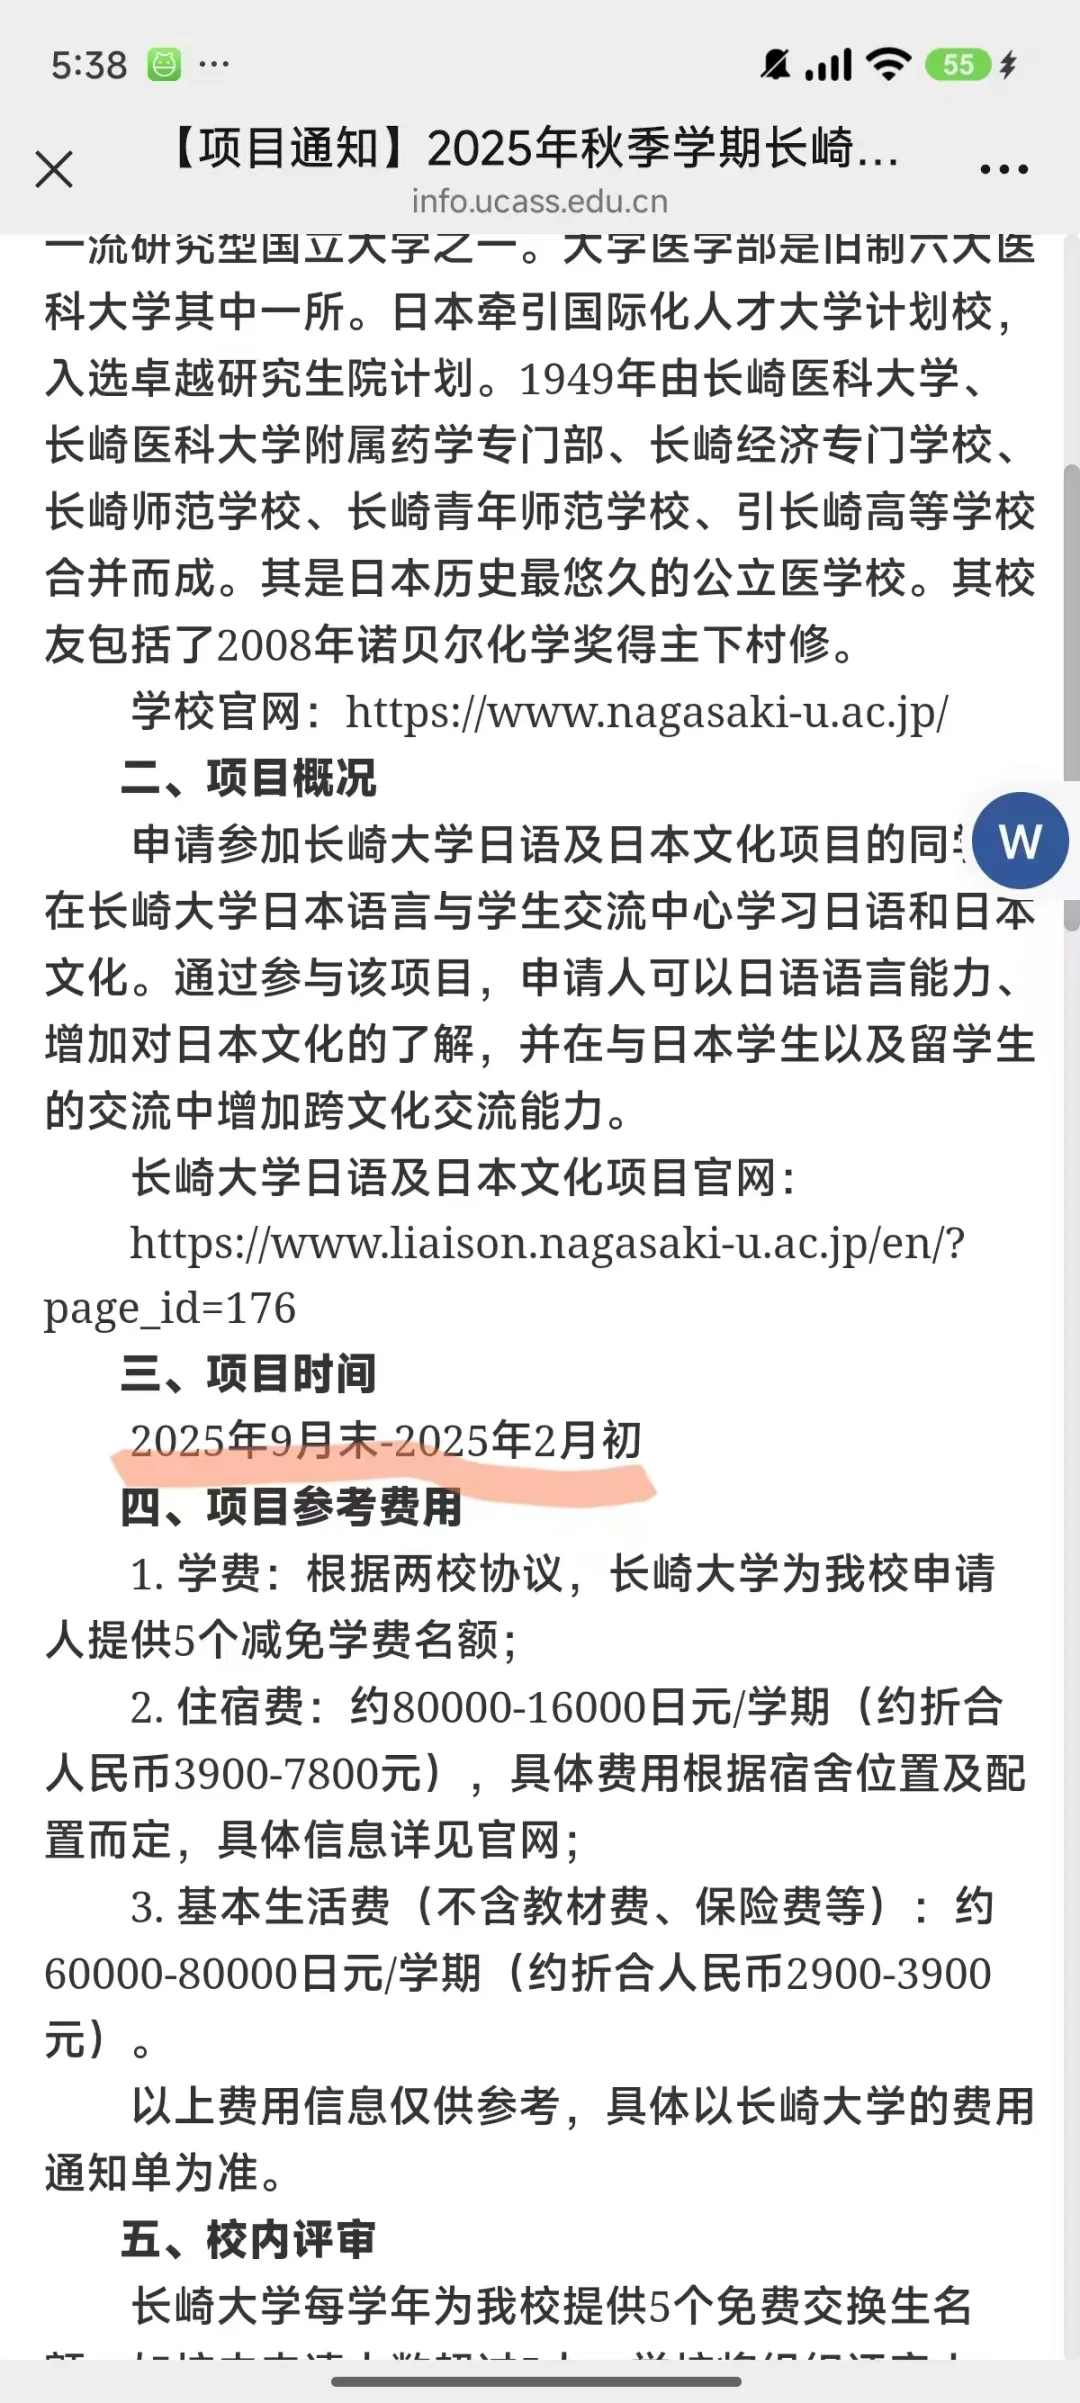 5:38
55
【项目通知】2025年秋季学期长崎...
info.ucass.edu.cn
一流研究型国立大学之一。大学医学部是旧制六大医
科大学其中一所。日本牵引国际化人才大学计划校，
入选卓越研究生院计划。1949年由长崎医科大学、
长崎医科大学附属药学专门部、长崎经济专门学校、
长崎师范学校、长崎青年师范学校、引长崎高等学校
合并而成。其是日本历史最悠久的公立医学校。其校
友包括了2008年诺贝尔化学奖得主下村修。
学校官网：https://www.nagasaki-u.ac.jp/
二、项目概况
申请参加长崎大学日语及日本文化项目的同学
W
在长崎大学日本语言与学生交流中心学习日语和日本
文化。通过参与该项目，申请人可以日语语言能力、
增加对日本文化的了解，并在与日本学生以及留学生
的交流中增加跨文化交流能力。
长崎大学日语及日本文化项目官网：
https://www.liaison.nagasaki-u.ac.jp/en/?
page_id=176
三、项目时间
2025年9月末-2025年2月初
四、项目参考费用
1. 学费：根据两校协议，长崎大学为我校申请
人提供5个减免学费名额；
2. 住宿费：约80000-16000日元/学期（约折合
人民币3900-7800元），具体费用根据宿舍位置及配
置而定，具体信息详见官网；
3. 基本生活费（不含教材费、保险费等）：约
60000-80000日元/学期（约折合人民币2900-3900
元）。
以上费用信息仅供参考，具体以长崎大学的费用
通知单为准。
五、校内评审
长崎大学每学年为我校提供5个免费交换生名